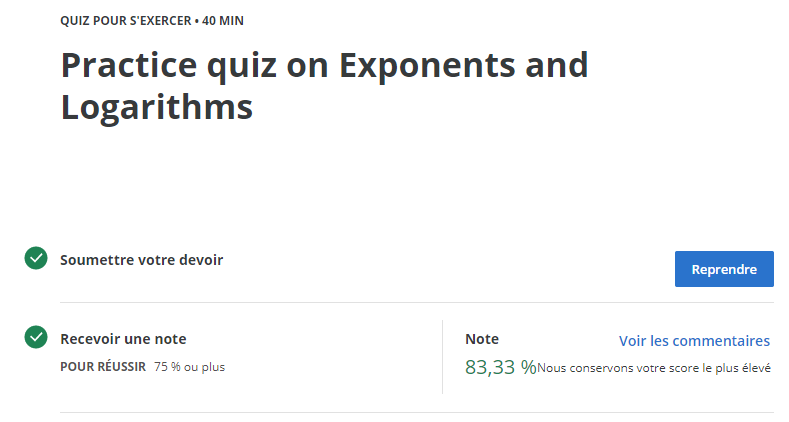 QUIZ POUR S'EXERCER • 40 MIN
Practice quiz on Exponents and
Logarithms
Soumettre votre devoir
Reprendre
Recevoir une note
POUR RÉUSSIR 75 % ou plus
Note
Voir les commentaires
83,33 %Nous conservons votre score le plus élevé